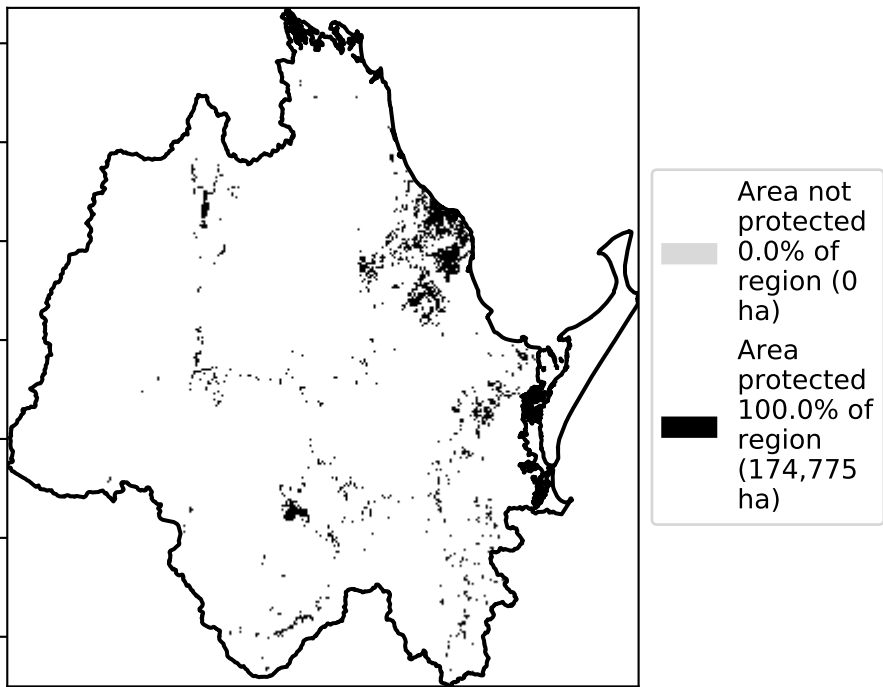 Area not
protected
0.0% of
region (0
ha)
Area
protected
100.0% of
region
(174,775
ha)